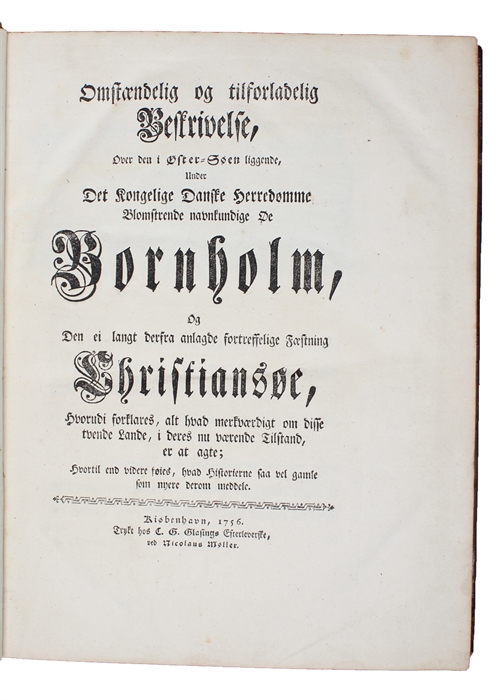 Omstændelig og tilforladelig
Beskrivelse,
Over den i Øster-Søen liggende,
Under
Det Kongelige Danske Herredomme
Blomstrende navnkundige Øe
Bornholm,
Og
Den ei langt derfra anlagde fortreffelige Fæstning
Christiansøe,
Hvorudi forklares, alt hvad merkværdigt om disse
tvende Lande, i deres nu værende Tilstand,
er at agte;
Hvortil end videre føies, hvad Historierne saa vel gamle
som nyere derom meddele.
Kiøbenhavn, 1756.
Trykt hos C. G. Glasings Efterleverske,
ved Nicolaus Møller.